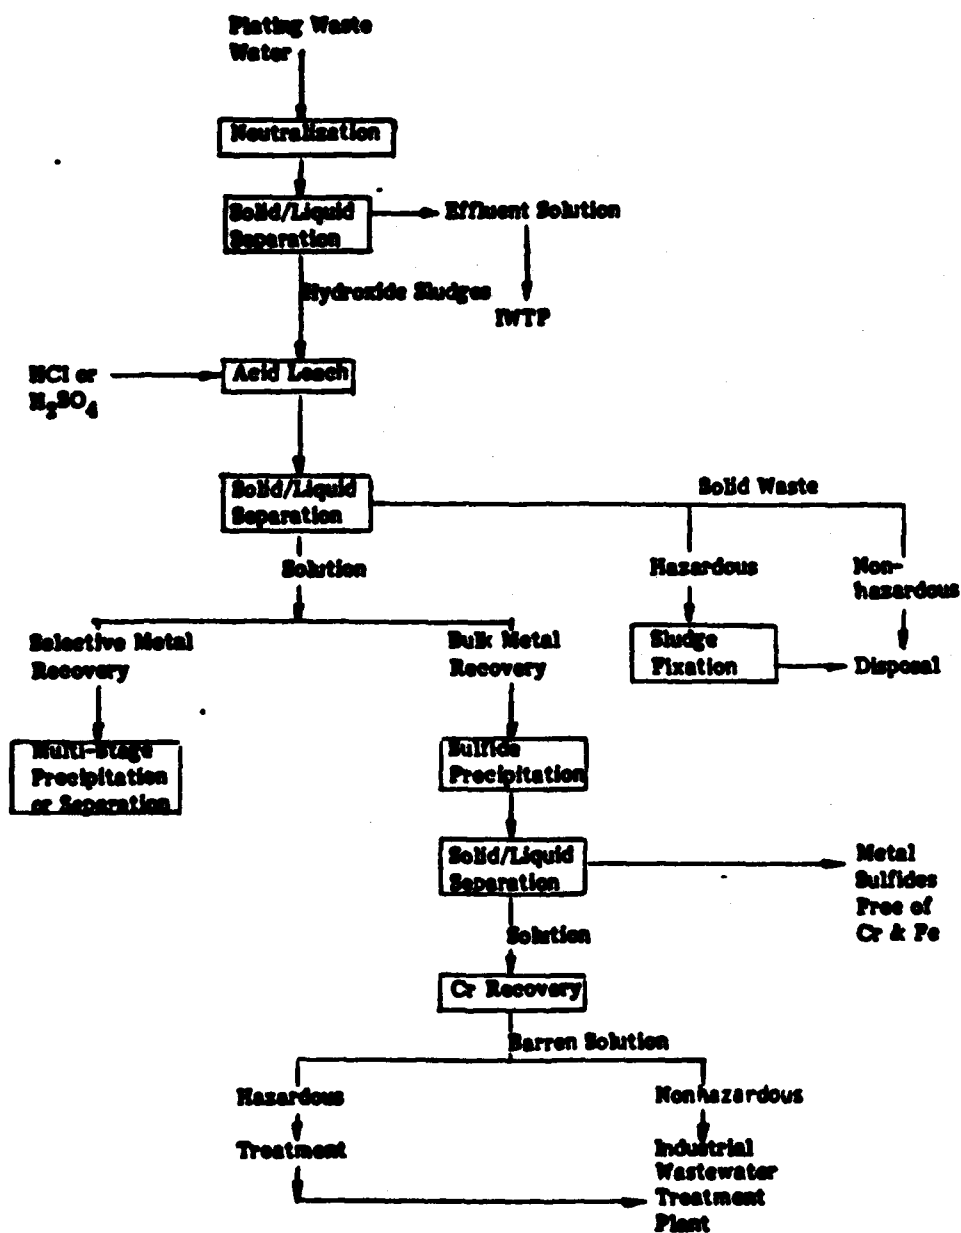 Plating Waste
Water
Neutralization
Solid/Liquid
Separation
Effluent Solution
Hydroxide Sludges
IWTP
HCl or
H2SO4
Acid Leach
Solid/Liquid
Separation
Solid Waste
Solution
Hazardous
Non-
hazardous
Selective Metal
Recovery
Bulk Metal
Recovery
Sludge
Fixation
Disposal
Multi-Stage
Precipitation
or Separation
Sulfide
Precipitation
Solid/Liquid
Separation
Metal
Sulfides
Free of
Cr & Fe
Solution
Cr Recovery
Barren Solution
Hazardous
Nonhazardous
Treatment
Industrial
Wastewater
Treatment
Plant